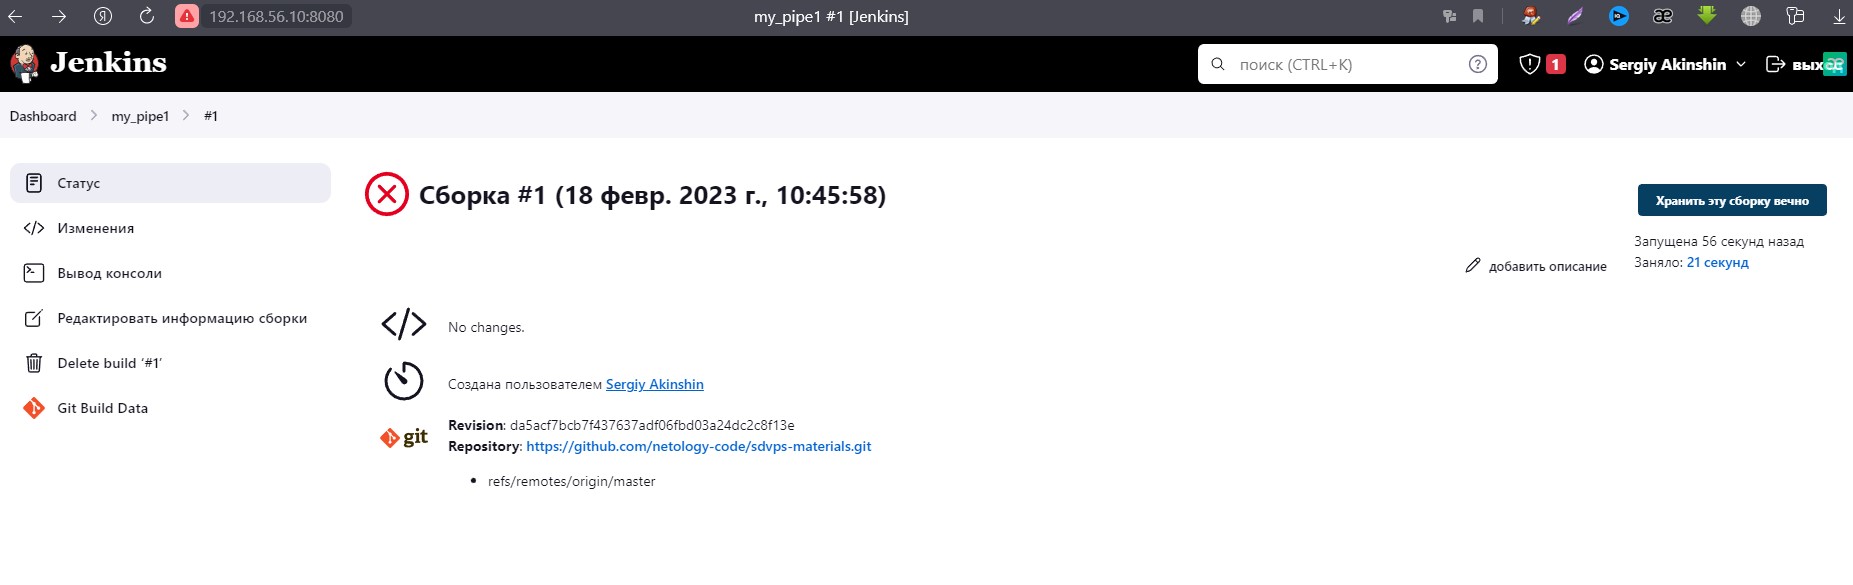 192.168.56.10:8080
my_pipe1 #1 [Jenkins]
Jenkins
поиск (CTRL+K)
1
Sergiy Akinshin
Dashboard
my_pipe1
#1
Статус
Изменения
Вывод консоли
Редактировать информацию сборки
Delete build ‘#1’
Git Build Data
Сборка #1 (18 февр. 2023 г., 10:45:58)
Хранить эту сборку вечно
Запущена 56 секунд назад
Заняло: 21 секунд
добавить описание
No changes.
Создана пользователем Sergiy Akinshin
git
Revision: da5acf7bcb7f437637adf06fbd03a24dc2c8f13e
Repository: https://github.com/netology-code/sdvps-materials.git
refs/remotes/origin/master